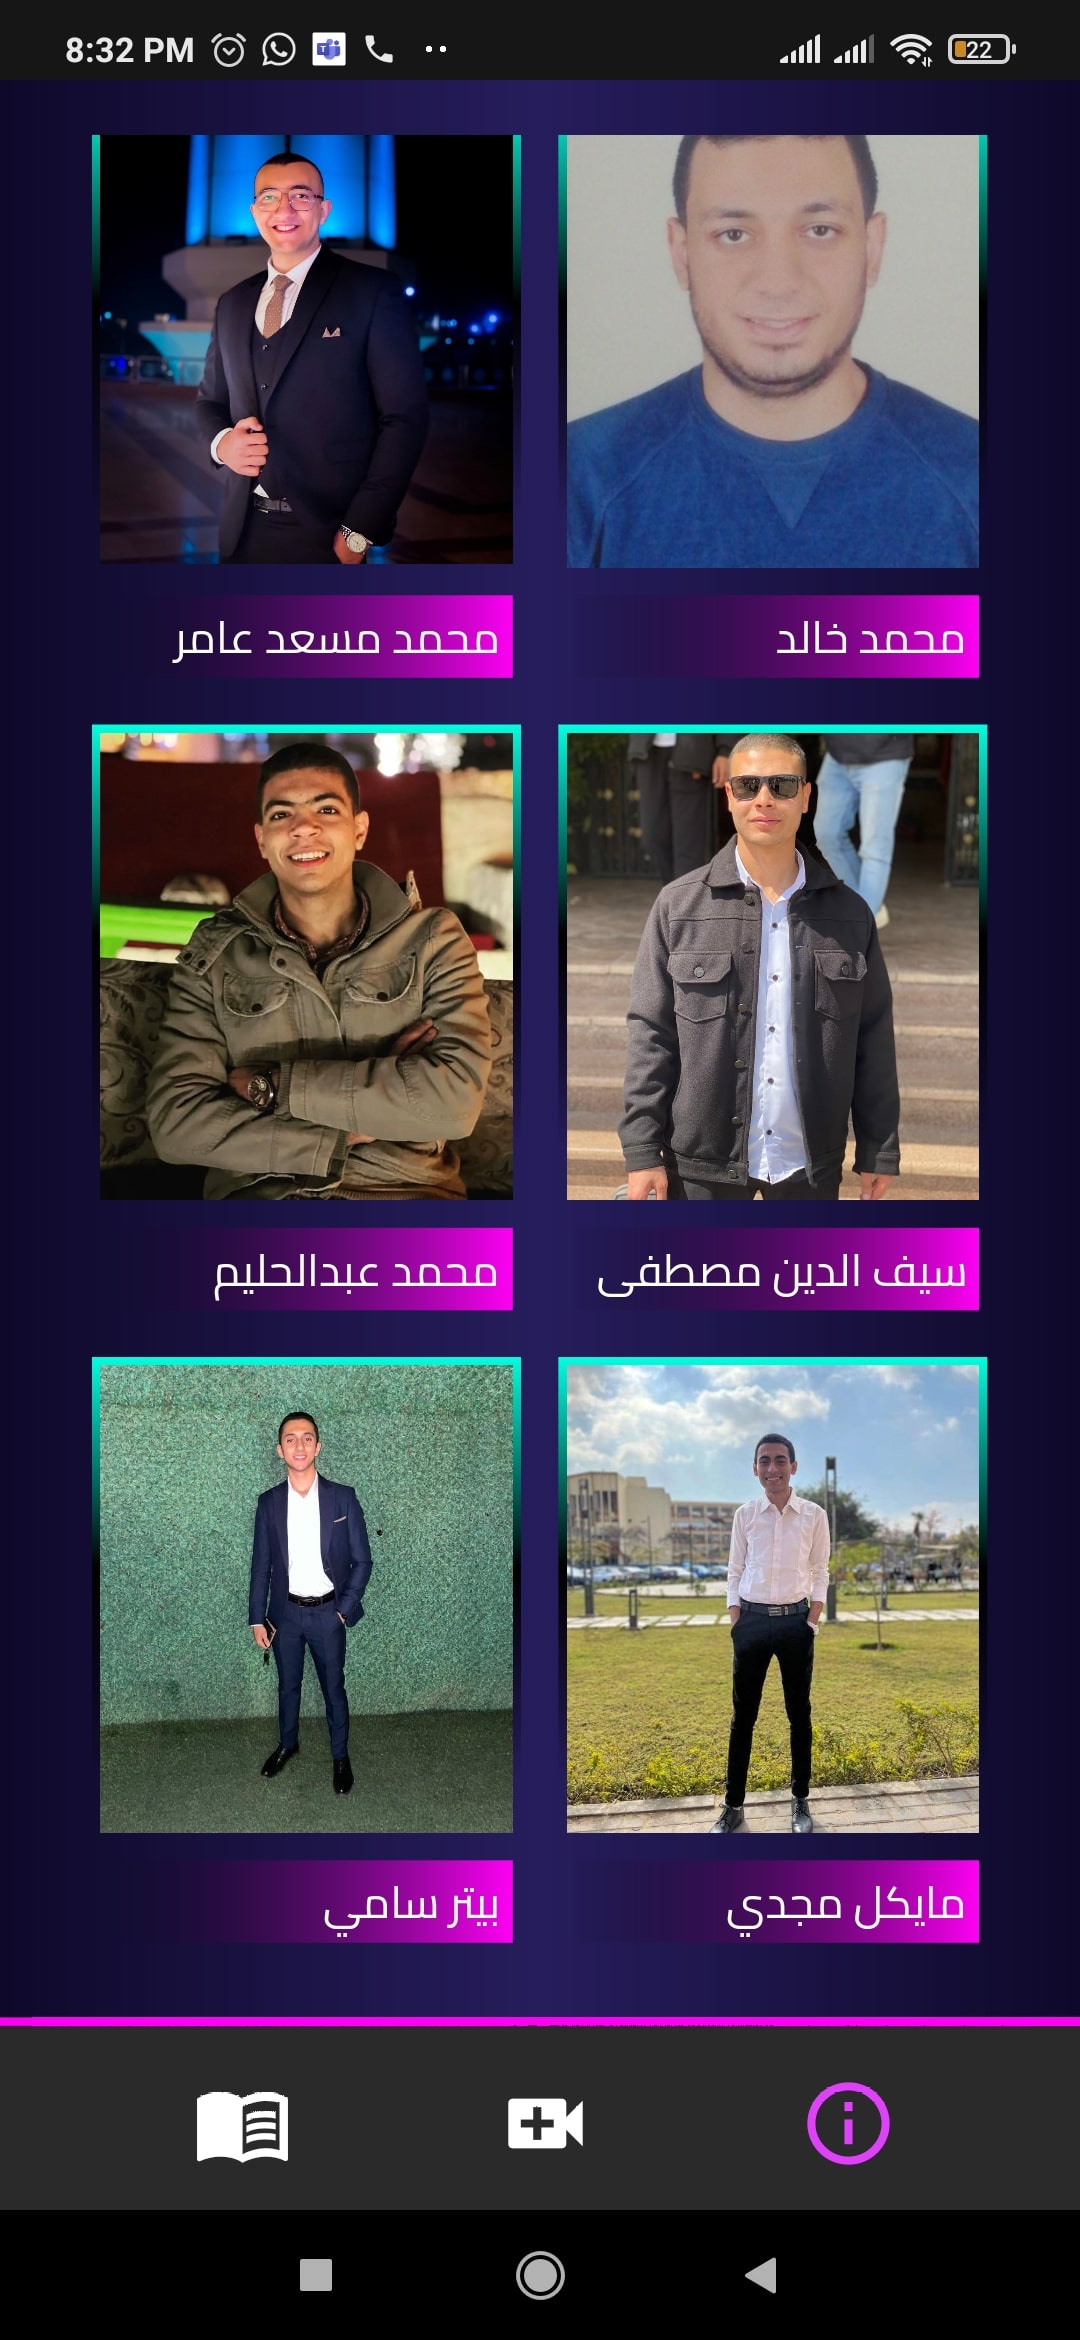 8:32 PM
22
محمد خالد
محمد مسعد عامر
سيف الدين مصطفى
محمد عبدالحليم
مايكل مجدي
بيتر سامي